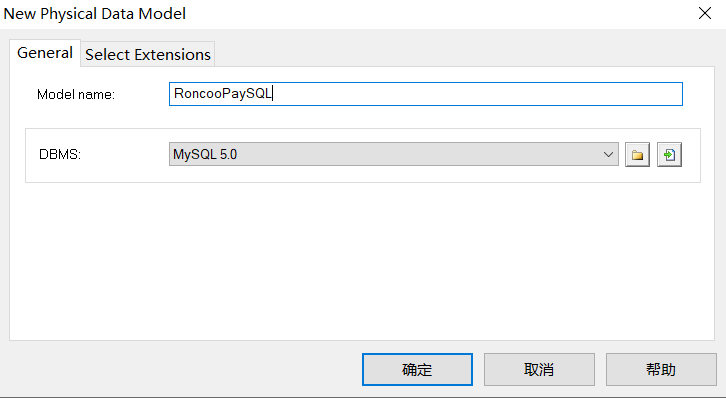 New Physical Data Model
General Select Extensions
Model name: RoncooPaySQL
DBMS: MySQL 5.0
确定 取消 帮助